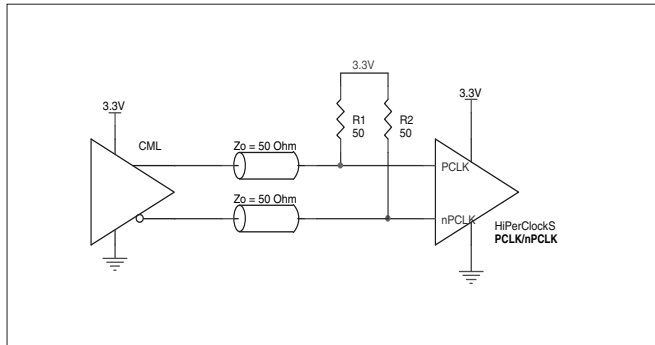 3.3V
3.3V
3.3V
R1
50
R2
50
CML
Zo = 50 Ohm
PCLK
Zo = 50 Ohm
nPCLK
HiPerClockS
PCLK/nPCLK